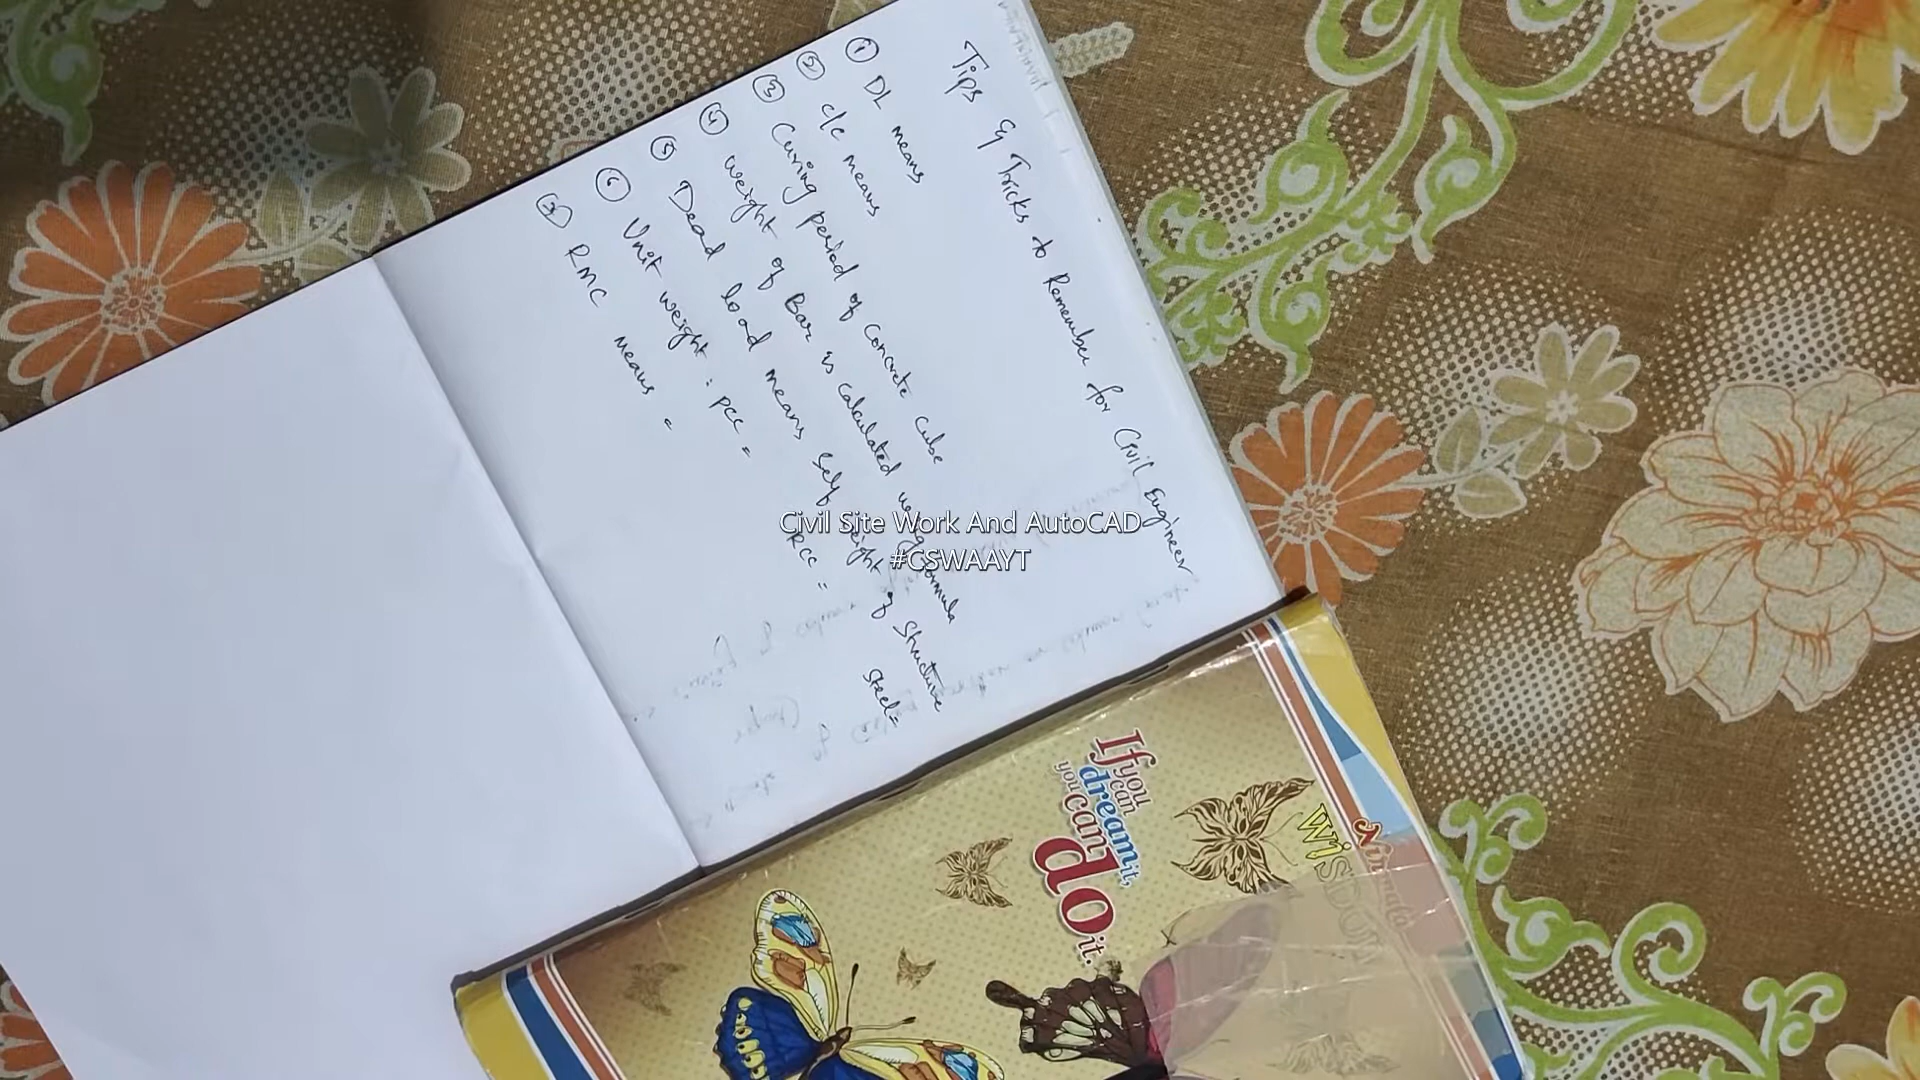 Tips & Tricks to Remember for Civil Engineer
① DL means
② c/c means
③ Curing period of concrete cube
④ weight of Bar is calculated using formula
⑤ Dead load means self weight of structure
⑥ Unit weight : PCC = RCC = Steel =
⑦ RMC means =
Civil Site Work And AutoCAD
#CSWAAYT
If you
can
dream it,
you can
do it.
WISDOM